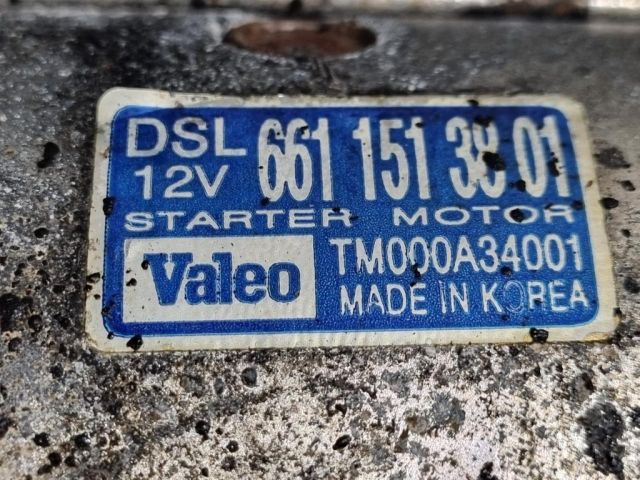 DSL 661 151 38 01
12V
STARTER MOTOR
Valeo TM000A34001
MADE IN KOREA